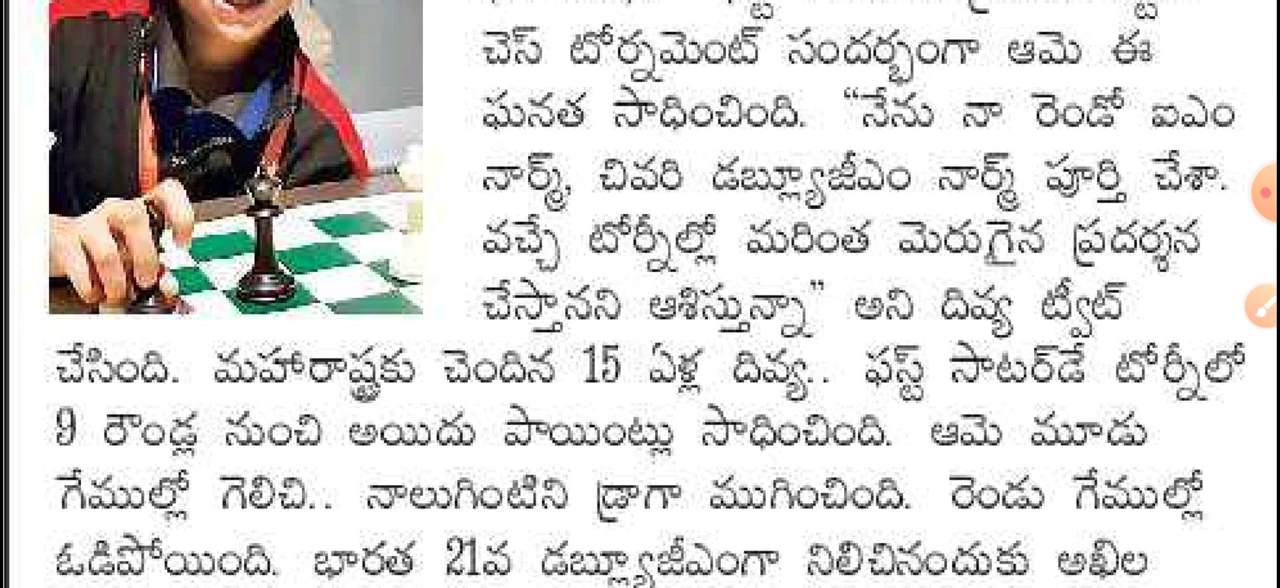 చెస్ టోర్నమెంట్ సందర్భంగా ఆమె ఈ
ఘనత సాధించింది. “నేను నా రెండో ఐఎం
నార్మ్, చివరి డబ్ల్యూజీఎం నార్మ్ పూర్తి చేశా.
వచ్చే టోర్నీల్లో మరింత మెరుగైన ప్రదర్శన
చేస్తానని ఆశిస్తున్నా” అని దివ్య ట్వీట్
చేసింది. మహారాష్ట్రకు చెందిన 15 ఏళ్ల దివ్య.. ఫస్ట్ సాటర్‌డే టోర్నీలో
9 రౌండ్ల నుంచి అయిదు పాయింట్లు సాధించింది. ఆమె మూడు
గేముల్లో గెలిచి.. నాలుగింటిని డ్రాగా ముగించింది. రెండు గేముల్లో
ఓడిపోయింది. భారత 21వ డబ్ల్యూజీఎంగా నిలిచినందుకు అఖిల